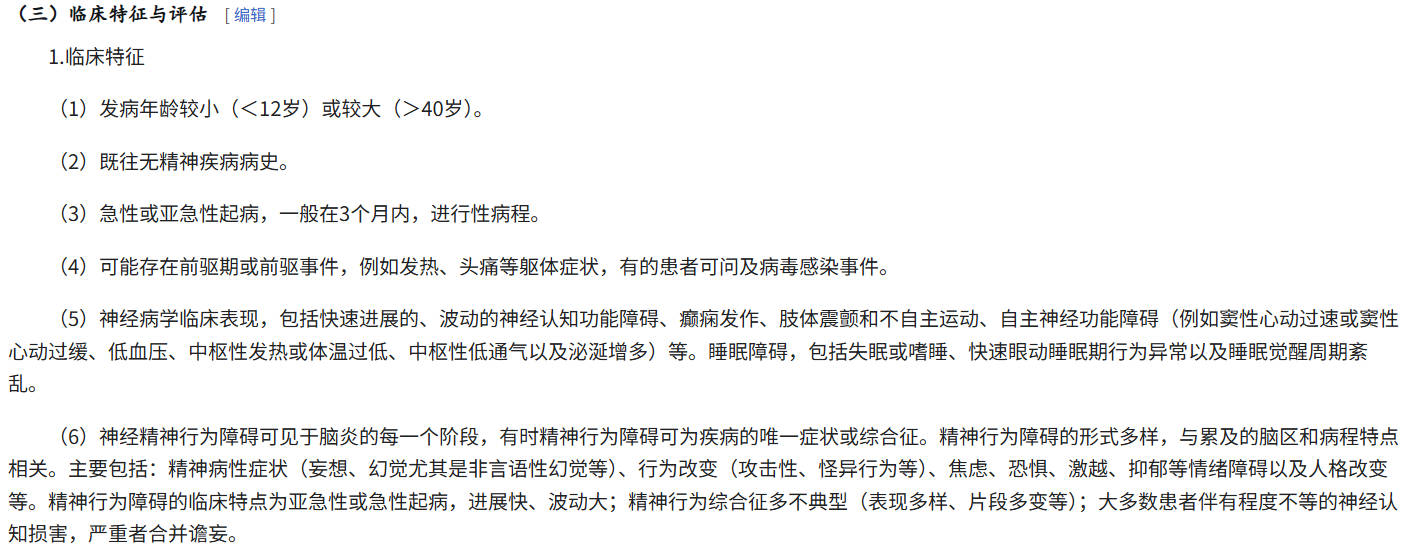 （三）临床特征与评估 [ 编辑 ]
1.临床特征
（1）发病年龄较小（＜12岁）或较大（＞40岁）。
（2）既往无精神疾病病史。
（3）急性或亚急性起病，一般在3个月内，进行性病程。
（4）可能存在前驱期或前驱事件，例如发热、头痛等躯体症状，有的患者可问及病毒感染事件。
（5）神经病学临床表现，包括快速进展的、波动的神经认知功能障碍、癫痫发作、肢体震颤和不自主运动、自主神经功能障碍（例如窦性心动过速或窦性
心动过缓、低血压、中枢性发热或体温过低、中枢性低通气以及泌涎增多）等。睡眠障碍，包括失眠或嗜睡、快速眼动睡眠期行为异常以及睡眠觉醒周期紊
乱。
（6）神经精神行为障碍可见于脑炎的每一个阶段，有时精神行为障碍可为疾病的唯一症状或综合征。精神行为障碍的形式多样，与累及的脑区和病程特点
相关。主要包括：精神病性症状（妄想、幻觉尤其是非言语性幻觉等）、行为改变（攻击性、怪异行为等）、焦虑、恐惧、激越、抑郁等情绪障碍以及人格改变
等。精神行为障碍的临床特点为亚急性或急性起病，进展快、波动大；精神行为综合征多不典型（表现多样、片段多变等）；大多数患者伴有程度不等的神经认
知损害，严重者合并谵妄。